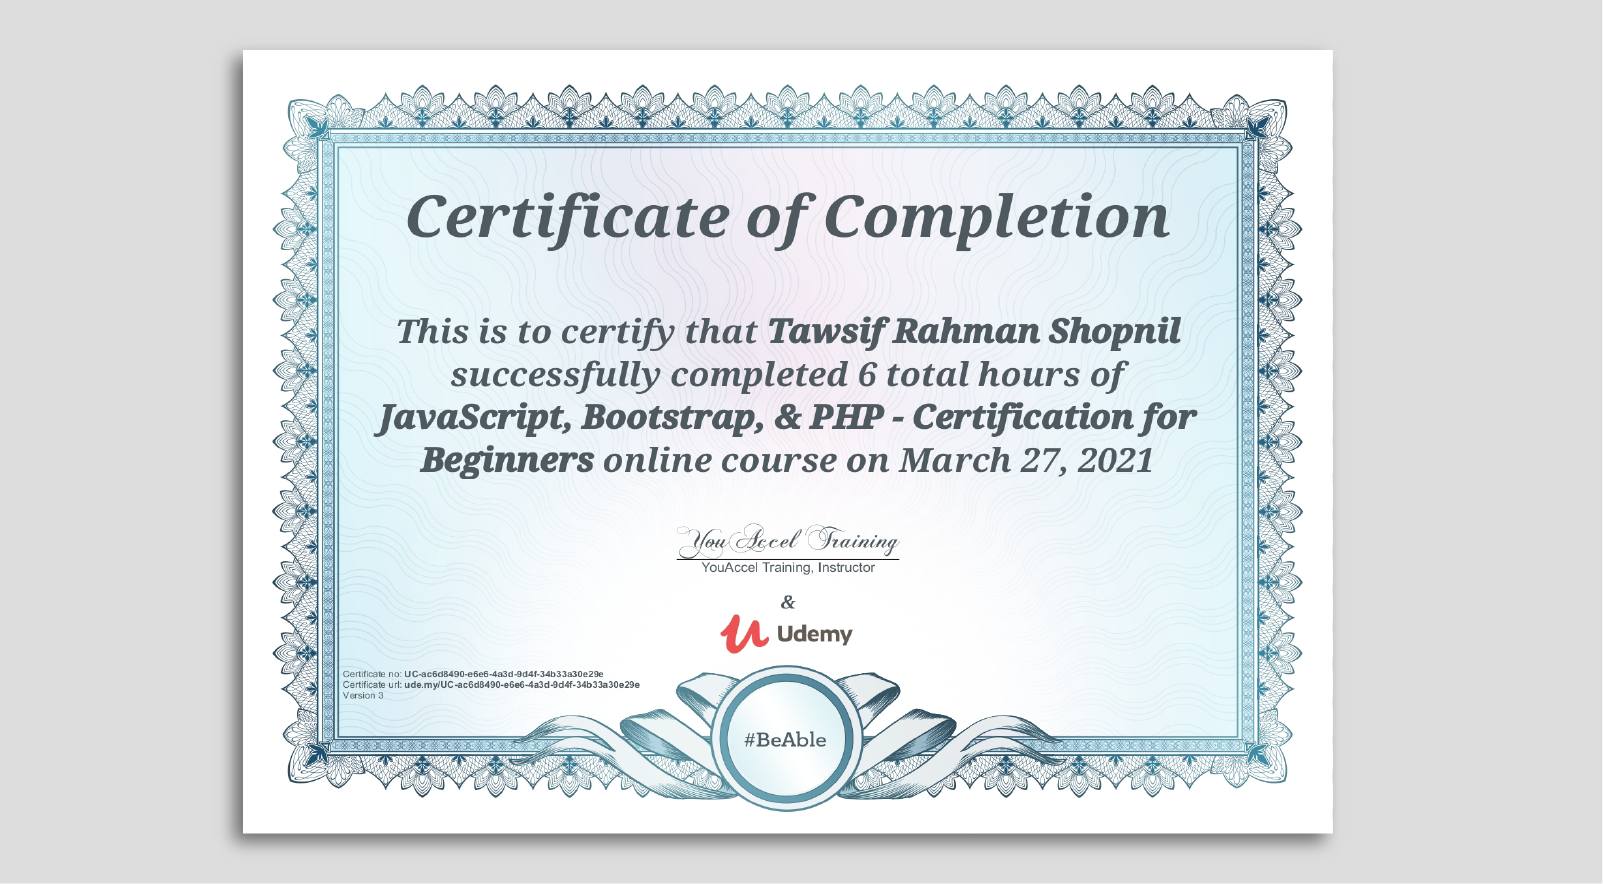 Certificate of Completion
This is to certify that Tawsif Rahman Shopnil
successfully completed 6 total hours of
JavaScript, Bootstrap, & PHP - Certification for
Beginners online course on March 27, 2021
YouAccel Training
YouAccel Training, Instructor
&
Udemy
Certificate no: UC-ac6d8490-e6e6-4a3d-9d4f-34b33a30e29e
Certificate url: ude.my/UC-ac6d8490-e6e6-4a3d-9d4f-34b33a30e29e
Version 3
#BeAble